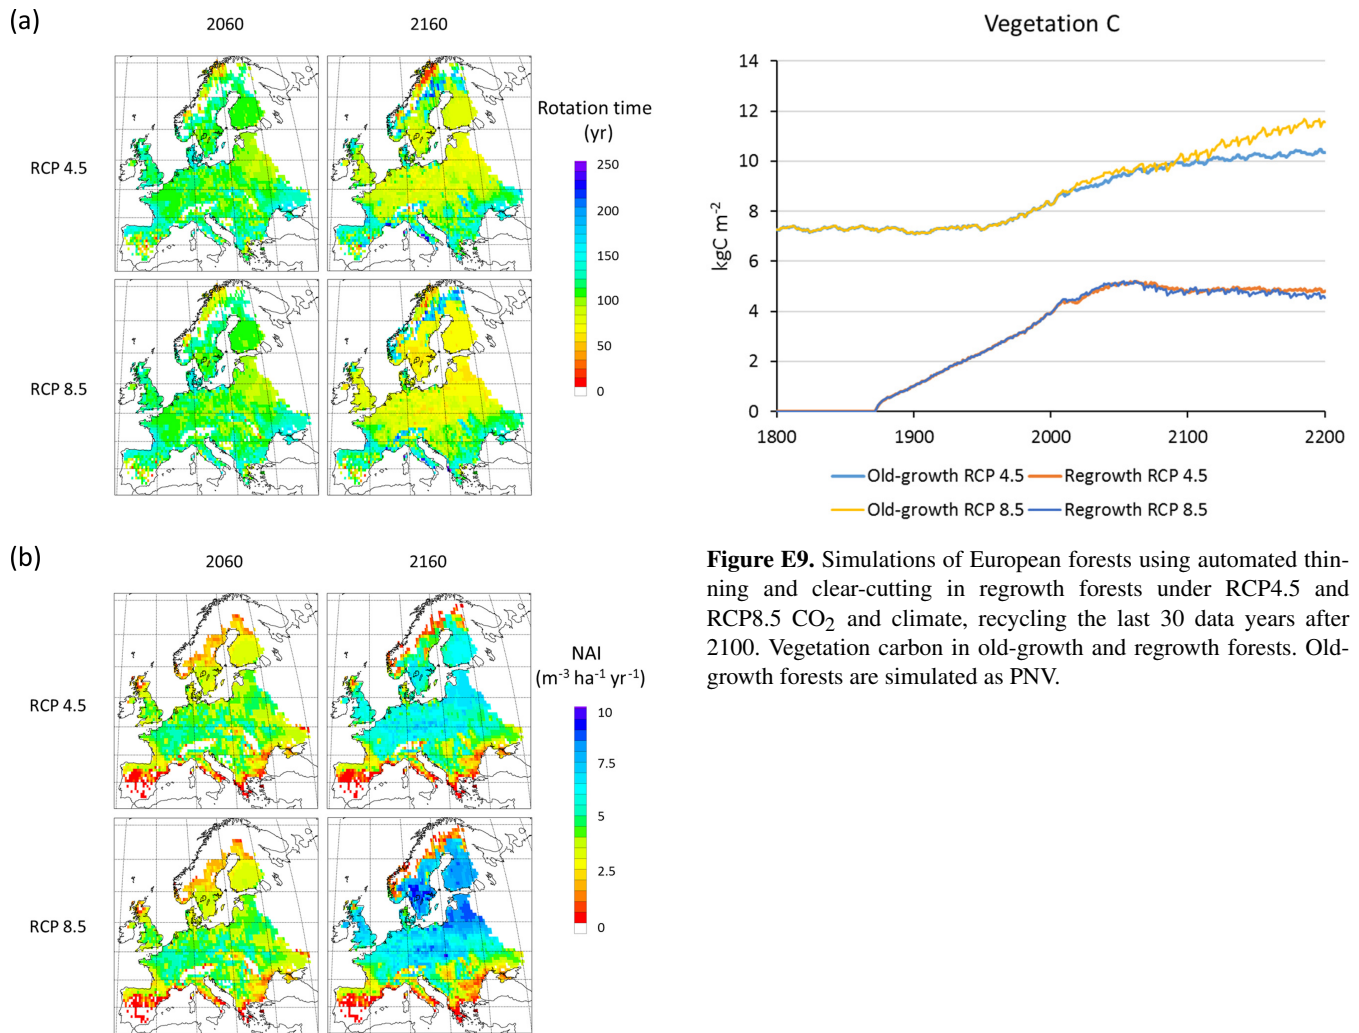 (a)
2060
2160
RCP 4.5
RCP 8.5
Rotation time
(yr)
250
200
150
100
50
0
(b)
2060
2160
RCP 4.5
RCP 8.5
NAI
(m⁻³ ha⁻¹ yr⁻¹)
10
7.5
5
2.5
0
Vegetation C
kgC m⁻²
14
12
10
8
6
4
2
0
1800
1900
2000
2100
2200
Old-growth RCP 4.5
Regrowth RCP 4.5
Old-growth RCP 8.5
Regrowth RCP 8.5
Figure E9. Simulations of European forests using automated thin-
ning and clear-cutting in regrowth forests under RCP4.5 and
RCP8.5 CO₂ and climate, recycling the last 30 data years after
2100. Vegetation carbon in old-growth and regrowth forests. Old-
growth forests are simulated as PNV.